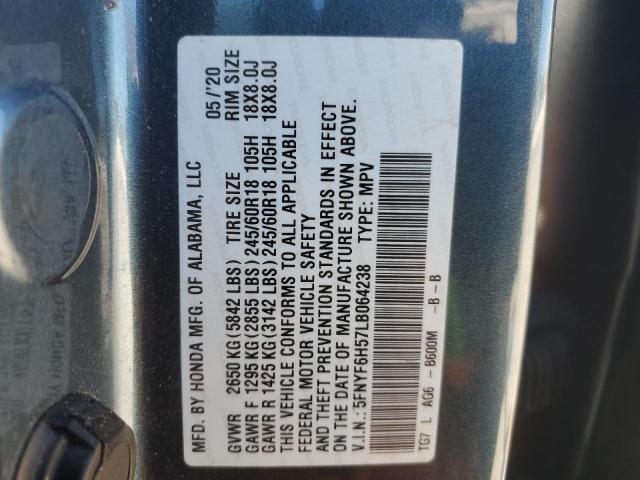 MFD. BY HONDA MFG. OF ALABAMA, LLC 05/'20
GVWR 2650 KG (5842 LBS) TIRE SIZE RIM SIZE
GAWR F 1295 KG (2855 LBS) 245/60R18 105H 18X8.0J
GAWR R 1425 KG (3142 LBS) 245/60R18 105H 18X8.0J
THIS VEHICLE CONFORMS TO ALL APPLICABLE
FEDERAL MOTOR VEHICLE SAFETY
AND THEFT PREVENTION STANDARDS IN EFFECT
ON THE DATE OF MANUFACTURE SHOWN ABOVE.
V.I.N.: 5FNYF6H57LB064238 TYPE: MPV
TG7 L AG6 - B600M -B-B